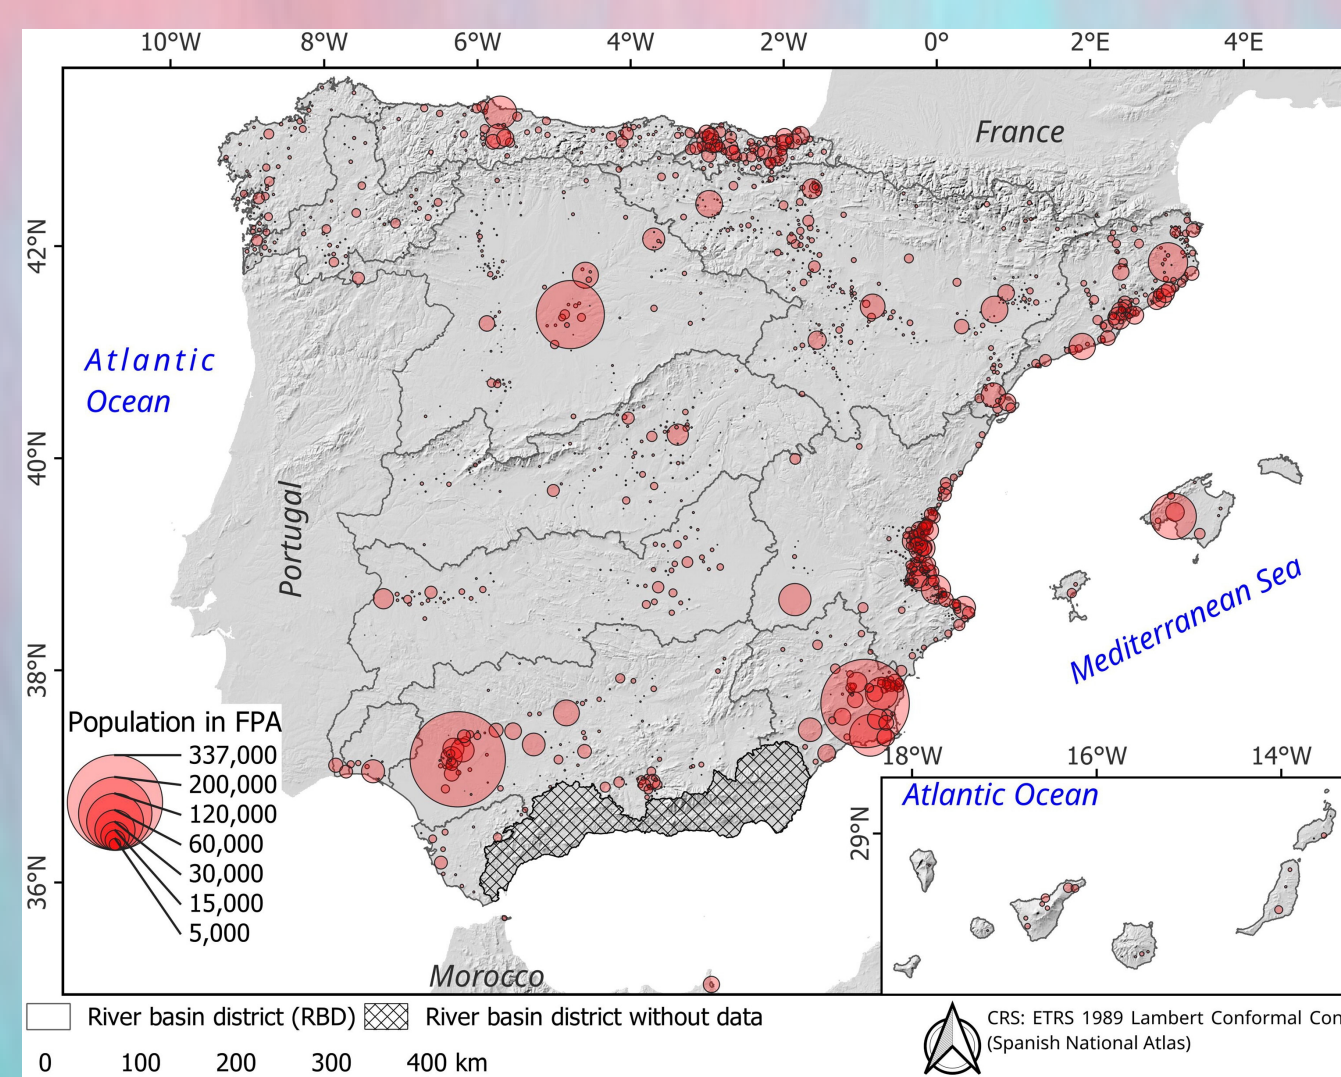 10°W 8°W 6°W 4°W 2°W 0° 2°E 4°E
France
42°N
Atlantic
Ocean
40°N
Portugal
Mediterranean Sea
38°N
Population in FPA
337,000
200,000
120,000
60,000
30,000
15,000
5,000
18°W 16°W 14°W
Atlantic Ocean
29°N
36°N
Morocco
River basin district (RBD) River basin district without data
0 100 200 300 400 km
CRS: ETRS 1989 Lambert Conformal Con
(Spanish National Atlas)